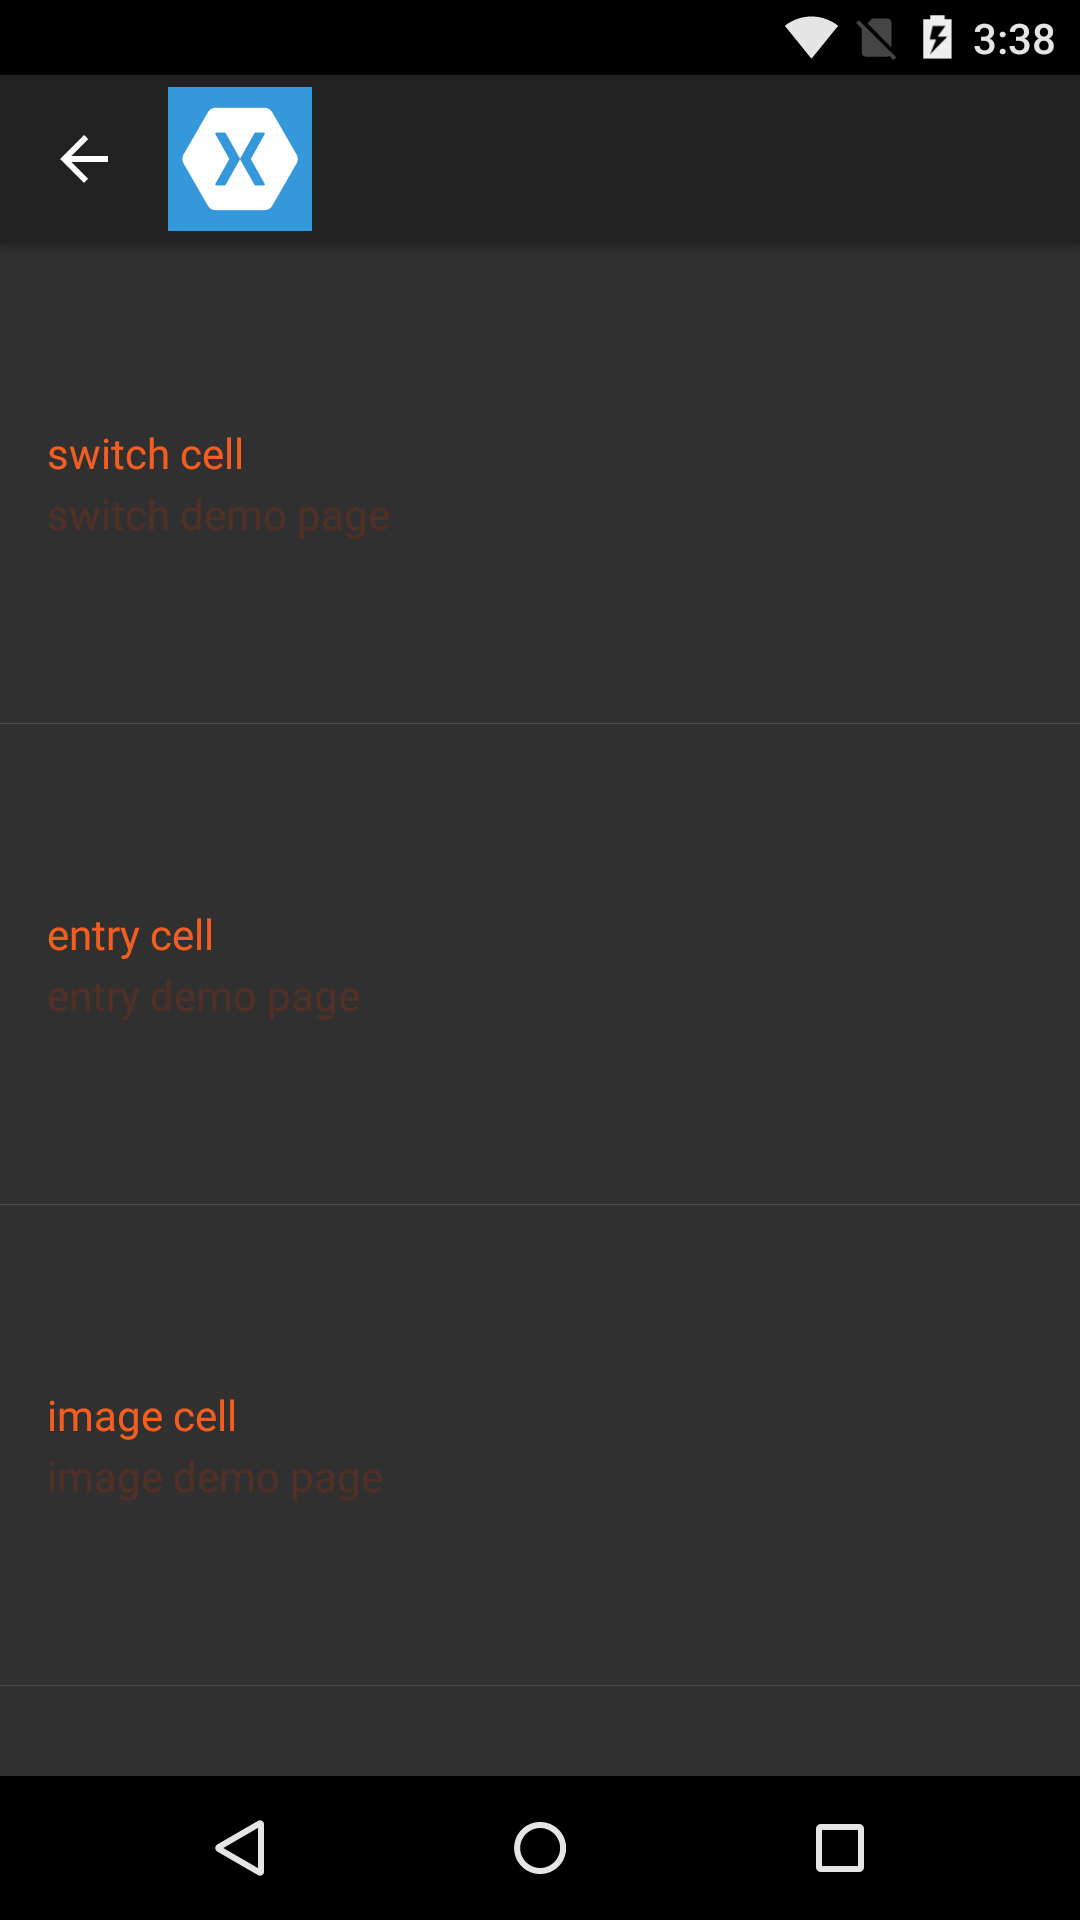 3:38
switch cell
switch demo page
entry cell
entry demo page
image cell
image demo page